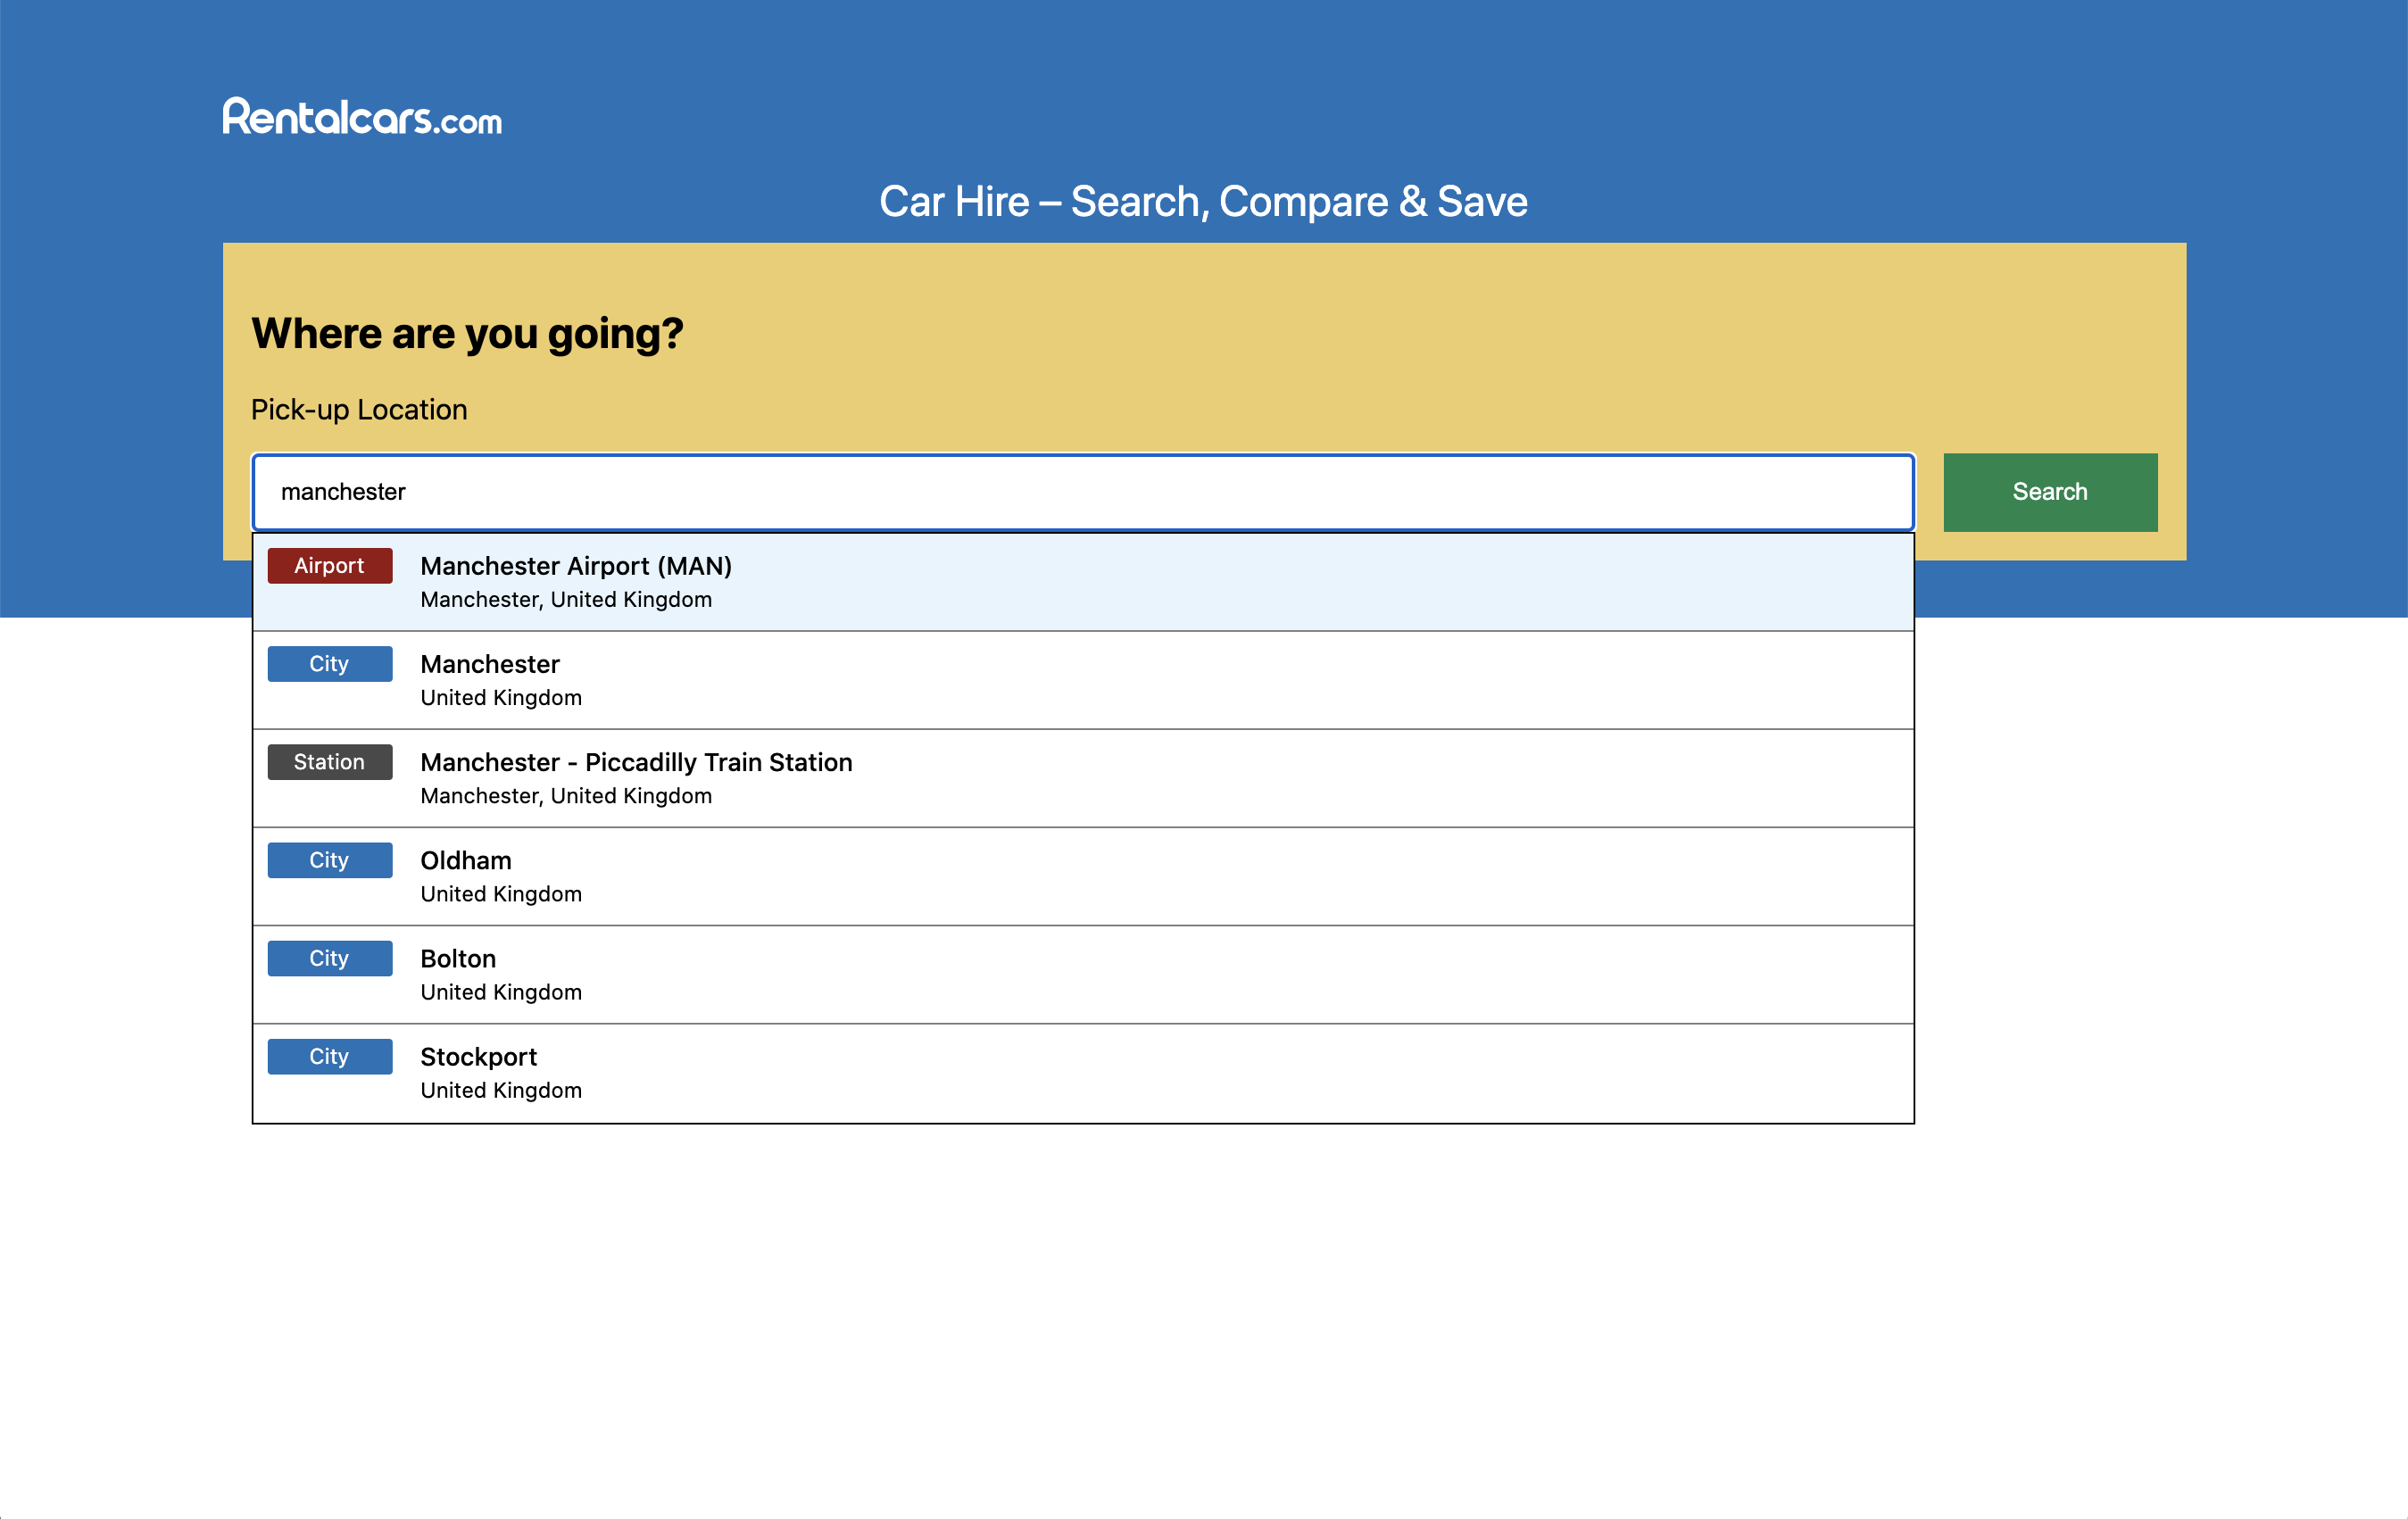 Rentalcars.com
Car Hire – Search, Compare & Save
Where are you going?
Pick-up Location
manchester
Search
Airport
Manchester Airport (MAN)
Manchester, United Kingdom
City
Manchester
United Kingdom
Station
Manchester - Piccadilly Train Station
Manchester, United Kingdom
City
Oldham
United Kingdom
City
Bolton
United Kingdom
City
Stockport
United Kingdom